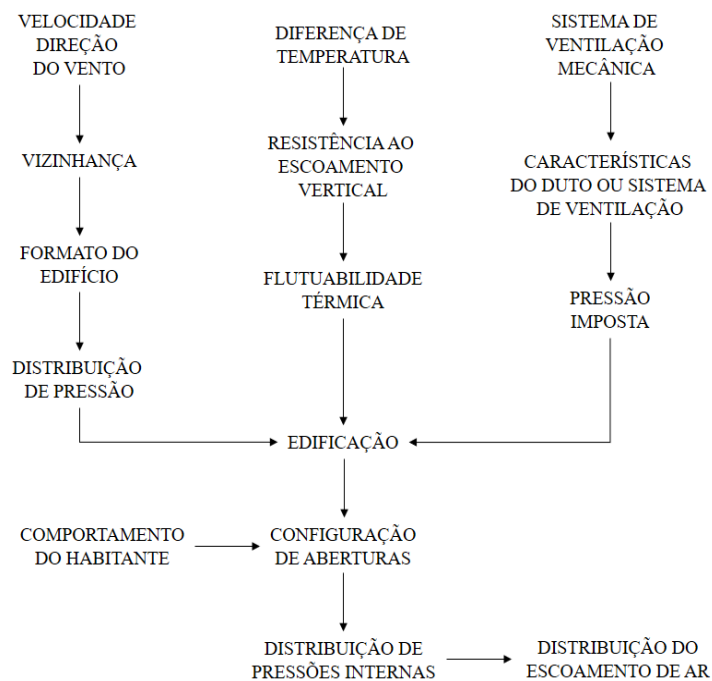 VELOCIDADE
DIREÇÃO
DO VENTO
DIFERENÇA DE
TEMPERATURA
SISTEMA DE
VENTILAÇÃO
MECÂNICA
VIZINHANÇA
RESISTÊNCIA AO
ESCOAMENTO
VERTICAL
CARACTERÍSTICAS
DO DUTO OU SISTEMA
DE VENTILAÇÃO
FORMATO DO
EDIFÍCIO
FLUTUABILIDADE
TÉRMICA
PRESSÃO
IMPOSTA
DISTRIBUIÇÃO
DE PRESSÃO
EDIFICAÇÃO
COMPORTAMENTO
DO HABITANTE
CONFIGURAÇÃO
DE ABERTURAS
DISTRIBUIÇÃO DE
PRESSÕES INTERNAS
DISTRIBUIÇÃO DO
ESCOAMENTO DE AR